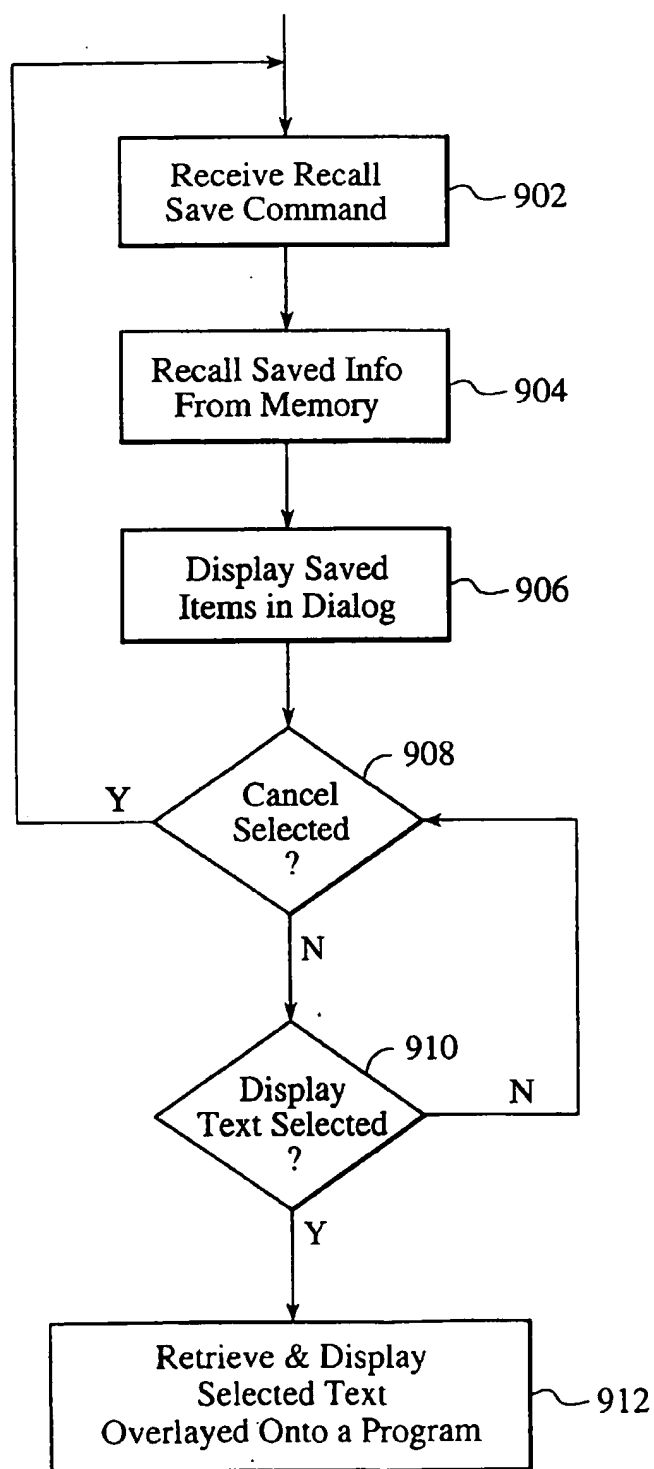 Receive Recall
Save Command
902
Recall Saved Info
From Memory
904
Display Saved
Items in Dialog
906
908
Y
Cancel
Selected
?
N
910
Display
Text Selected
?
N
Y
Retrieve & Display
Selected Text
Overlayed Onto a Program
912